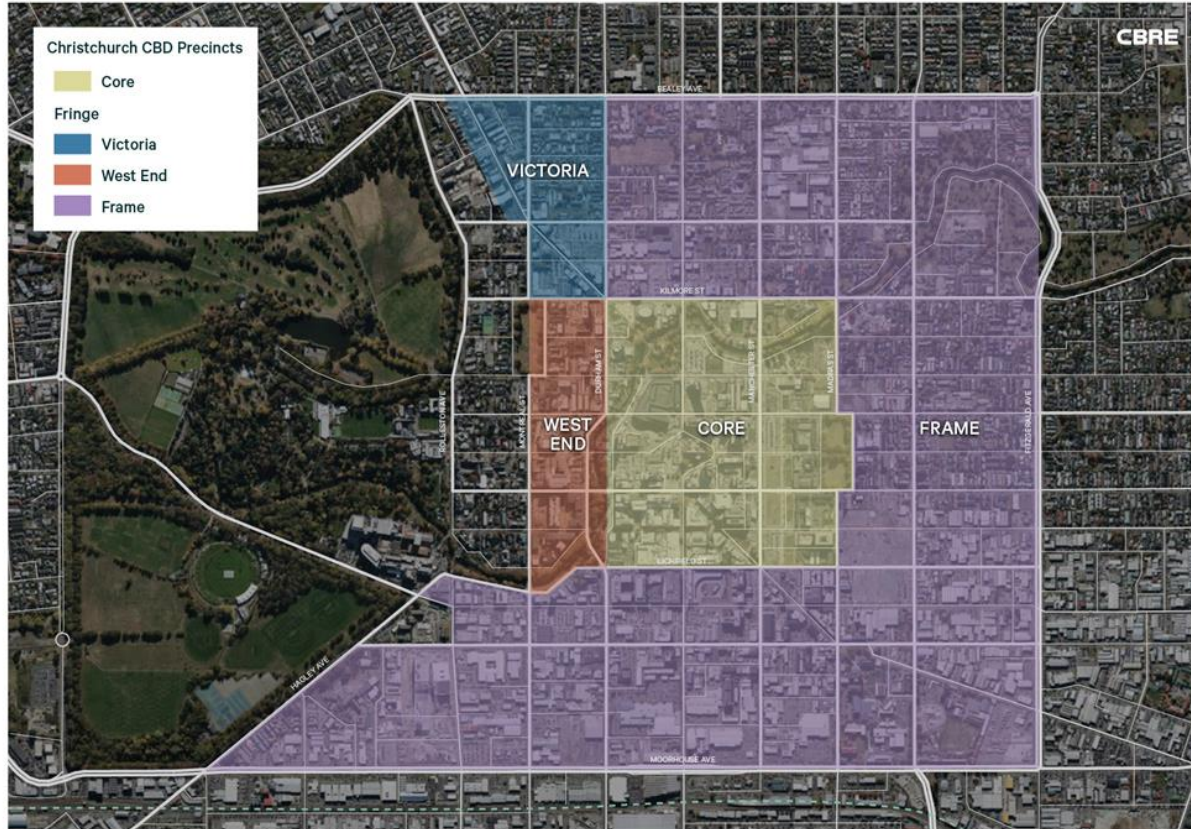 Christchurch CBD Precincts
Core
Fringe
Victoria
West End
Frame
CBRE
BEALEY AVE
VICTORIA
KILMORE ST
DURHAM ST
MANCHESTER ST
MADRAS ST
ROLLESTON AVE
MONTREAL ST
WEST
END
CORE
FRAME
FITZGERALD AVE
LICHFIELD ST
HAGLEY AVE
MOORHOUSE AVE